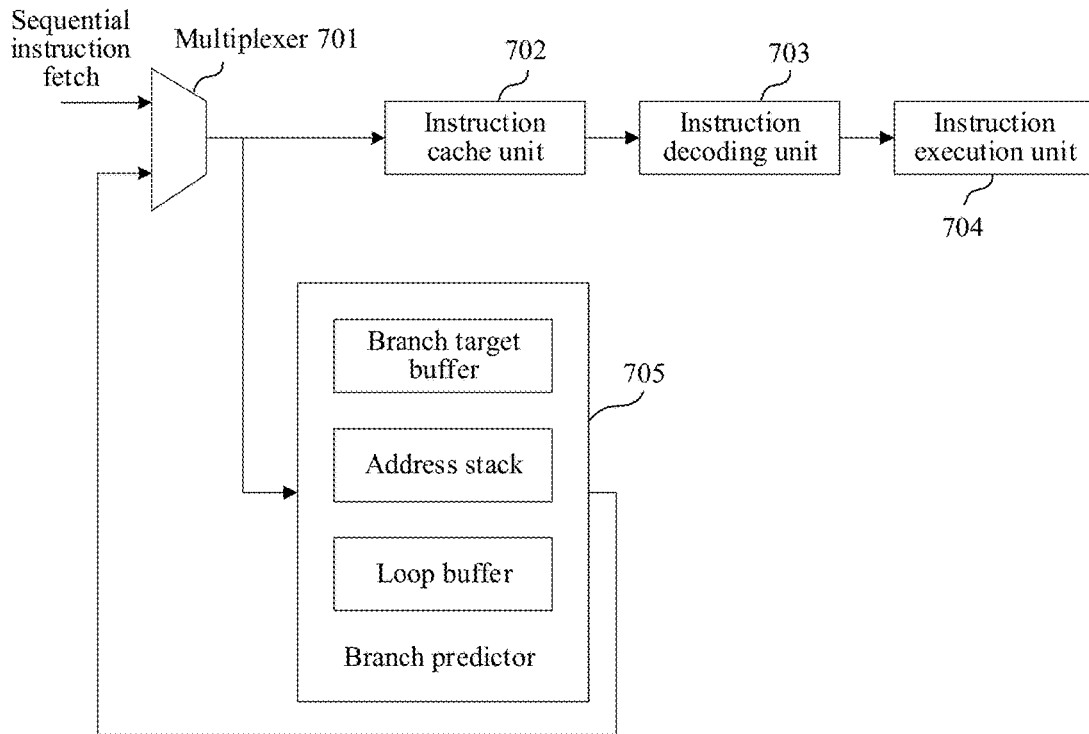 Sequential
instruction
fetch
Multiplexer 701
702
Instruction
cache unit
703
Instruction
decoding unit
Instruction
execution unit
704
Branch target
buffer
705
Address stack
Loop buffer
Branch predictor